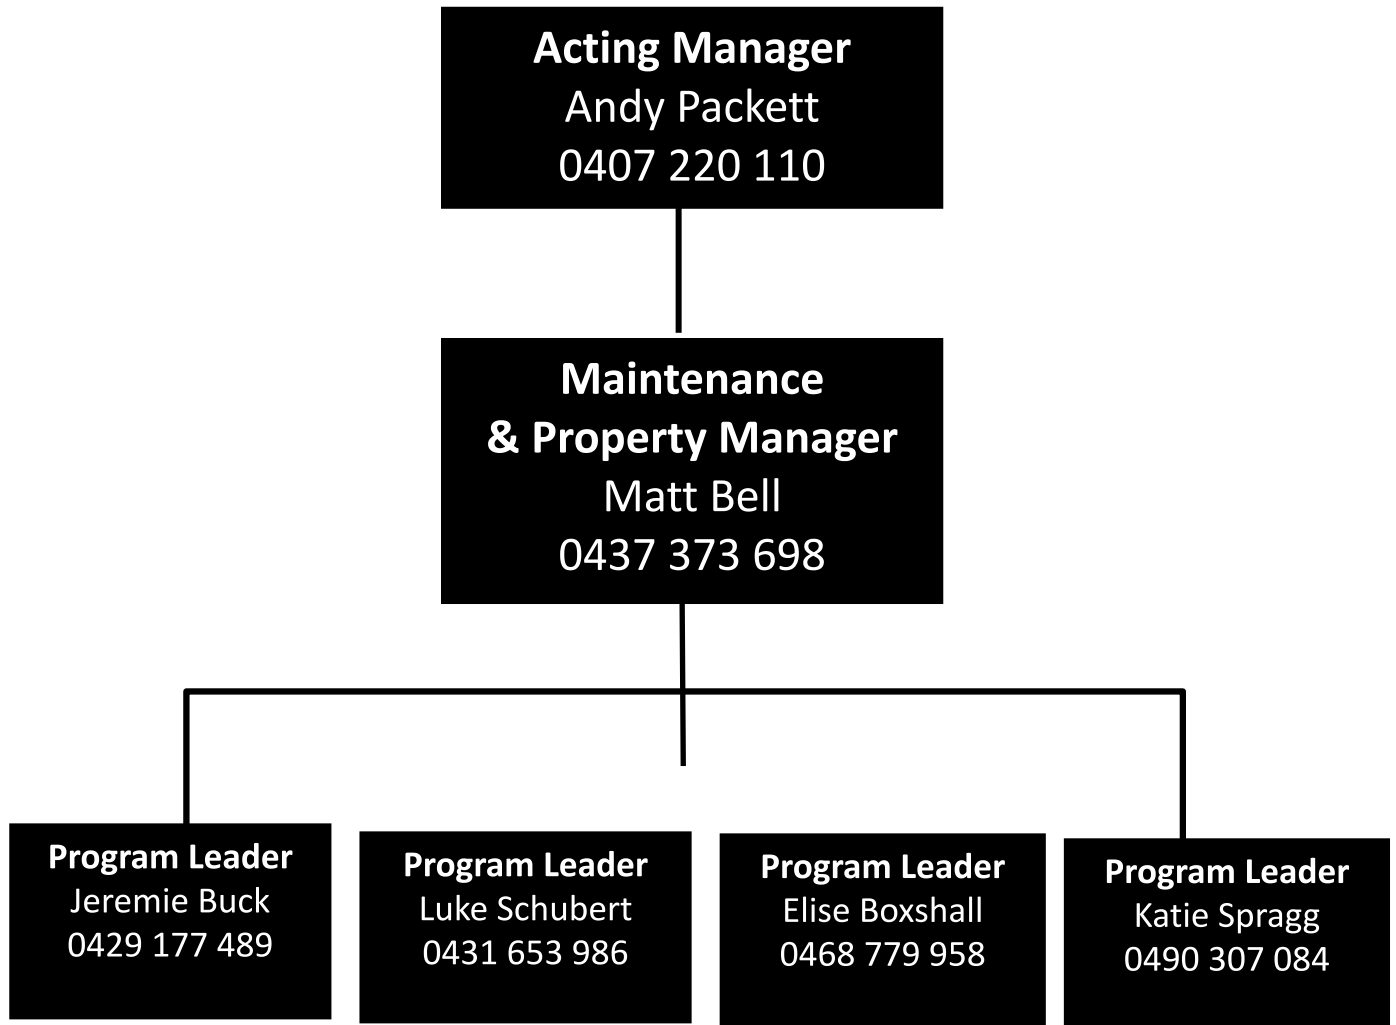 Acting Manager
Andy Packett
0407 220 110
Maintenance
& Property Manager
Matt Bell
0437 373 698
Program Leader
Jeremie Buck
0429 177 489
Program Leader
Luke Schubert
0431 653 986
Program Leader
Elise Boxshall
0468 779 958
Program Leader
Katie Spragg
0490 307 084